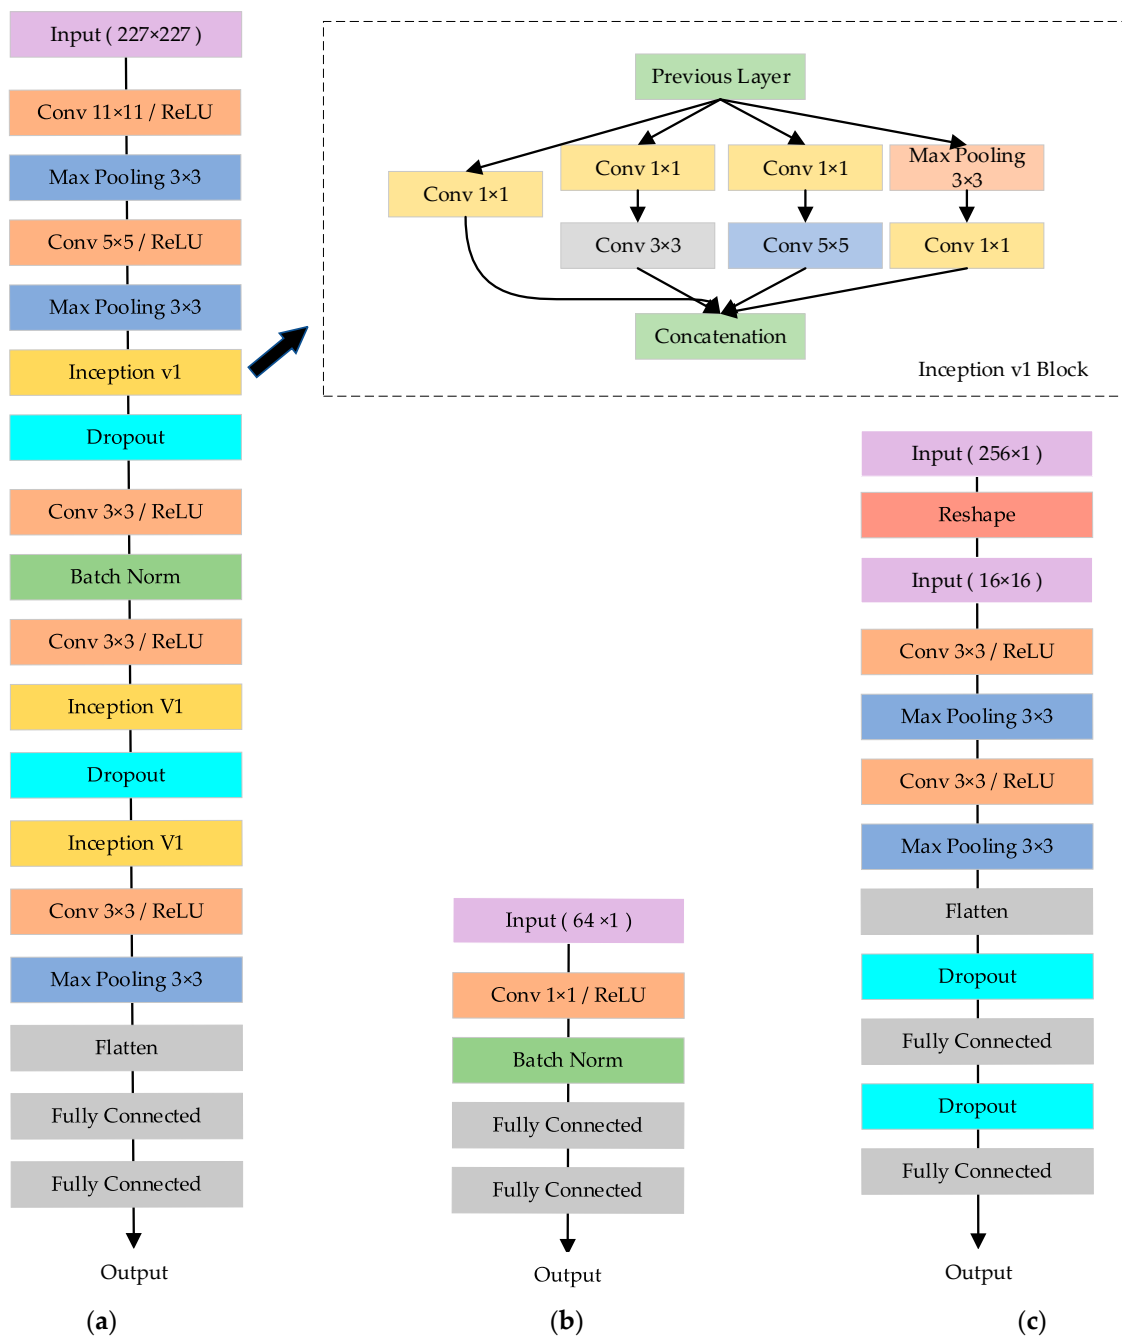 Input ( 227×227 )
Conv 11×11 / ReLU
Max Pooling 3×3
Conv 5×5 / ReLU
Max Pooling 3×3
Inception v1
Dropout
Conv 3×3 / ReLU
Batch Norm
Conv 3×3 / ReLU
Inception V1
Dropout
Inception V1
Conv 3×3 / ReLU
Max Pooling 3×3
Flatten
Fully Connected
Fully Connected
Output
(a)
Previous Layer
Conv 1×1
Conv 1×1
Conv 1×1
Max Pooling
3×3
Conv 3×3
Conv 5×5
Conv 1×1
Concatenation
Inception v1 Block
Input ( 64 ×1 )
Conv 1×1 / ReLU
Batch Norm
Fully Connected
Fully Connected
Output
(b)
Input ( 256×1 )
Reshape
Input ( 16×16 )
Conv 3×3 / ReLU
Max Pooling 3×3
Conv 3×3 / ReLU
Max Pooling 3×3
Flatten
Dropout
Fully Connected
Dropout
Fully Connected
Output
(c)